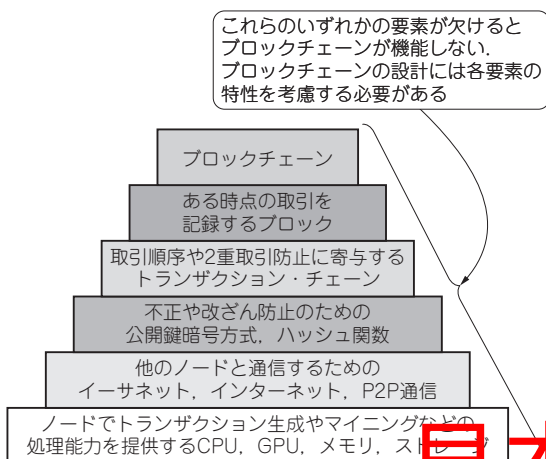 これらのいずれかの要素が欠けると
ブロックチェーンが機能しない．
ブロックチェーンの設計には各要素の
特性を考慮する必要がある
ブロックチェーン
ある時点の取引を
記録するブロック
取引順序や2重取引防止に寄与する
トランザクション・チェーン
不正や改ざん防止のための
公開鍵暗号方式，ハッシュ関数
他のノードと通信するための
イーサネット，インターネット，P2P通信
ノードでトランザクション生成やマイニングなどの
処理能力を提供するCPU，GPU，メモリ，ストレージ